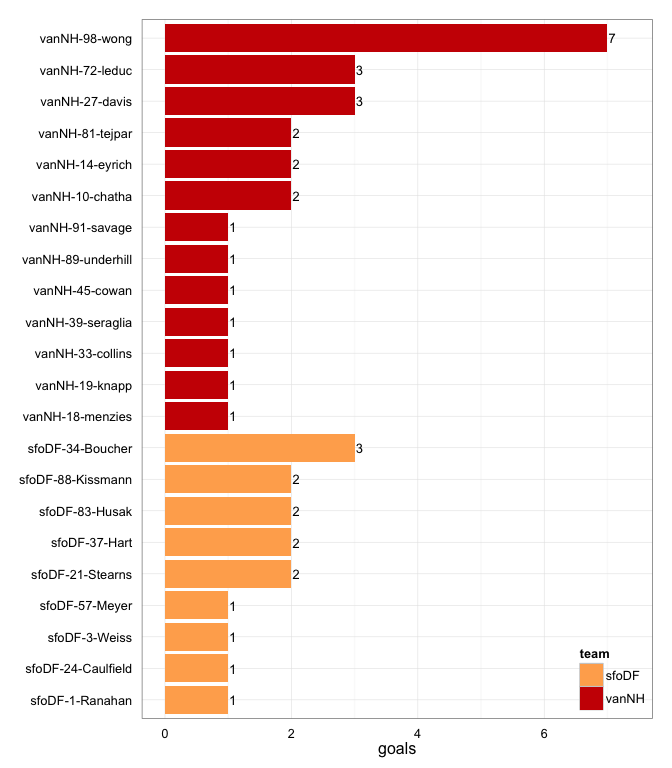 vanNH-98-wong 7
vanNH-72-leduc 3
vanNH-27-davis 3
vanNH-81-tejpar 2
vanNH-14-eyrich 2
vanNH-10-chatha 2
vanNH-91-savage 1
vanNH-89-underhill 1
vanNH-45-cowan 1
vanNH-39-seraglia 1
vanNH-33-collins 1
vanNH-19-knapp 1
vanNH-18-menzies 1
sfoDF-34-Boucher 3
sfoDF-88-Kissmann 2
sfoDF-83-Husak 2
sfoDF-37-Hart 2
sfoDF-21-Stearns 2
sfoDF-57-Meyer 1
sfoDF-3-Weiss 1
sfoDF-24-Caulfield 1
sfoDF-1-Ranahan 1
team
sfoDF
vanNH
0 2 4 6
goals